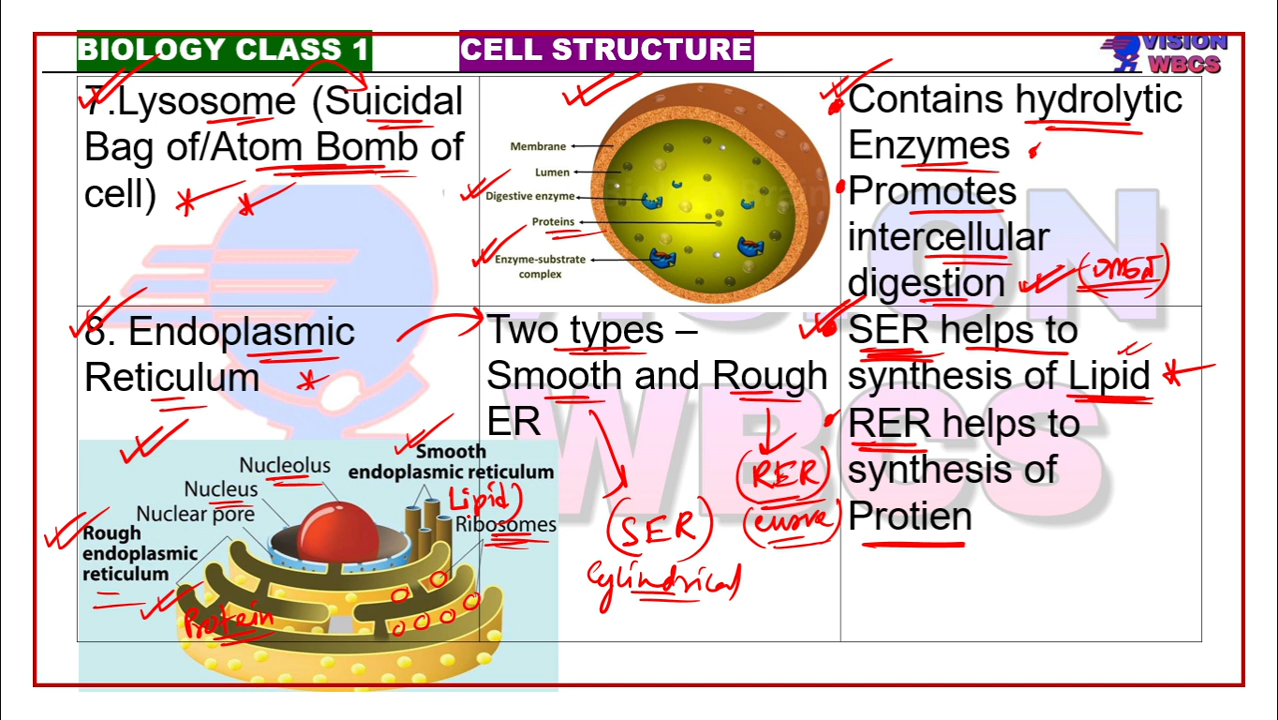 BIOLOGY CLASS 1
CELL STRUCTURE
VISION
WBCS
7.Lysosome (Suicidal
Bag of/Atom Bomb of
cell)
Membrane
Lumen
Digestive enzyme
Proteins
Enzyme-substrate
complex
Contains hydrolytic
Enzymes
Promotes
intercellular
digestion
8. Endoplasmic
Reticulum
Two types –
Smooth and Rough
ER
(RER)
(SER)
Cylindrical
SER helps to
synthesis of Lipid
RER helps to
synthesis of
Protien
Smooth
endoplasmic reticulum
Nucleolus
Nucleus
Nuclear pore
Lipid)
Ribosomes
Rough
endoplasmic
reticulum
Protein
VISION
WBCS